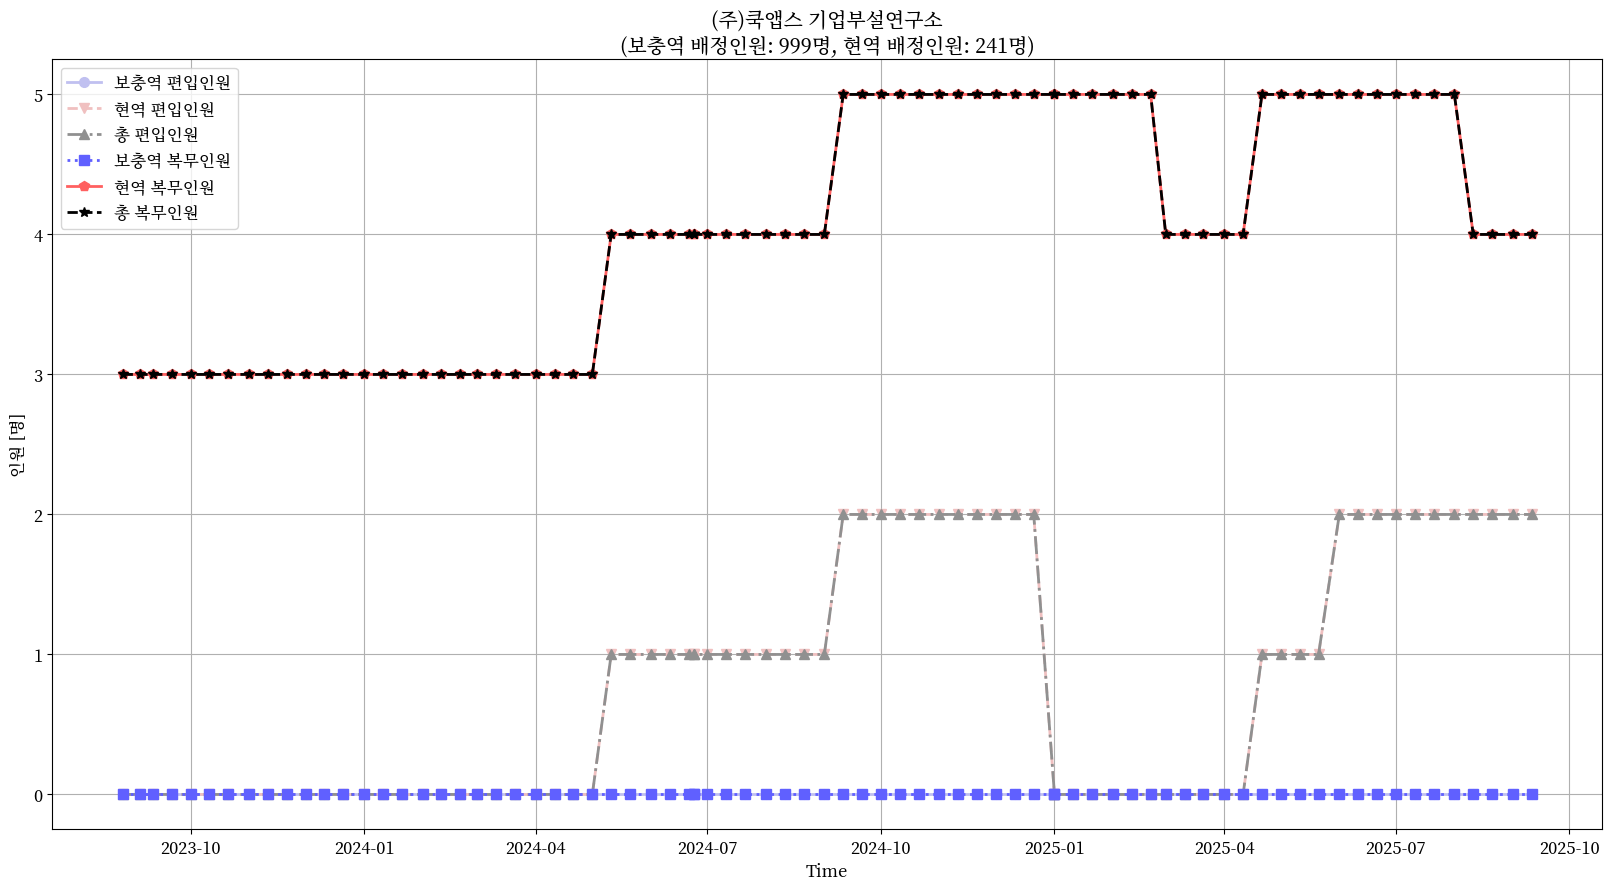 (주)쿡앱스 기업부설연구소
(보충역 배정인원: 999명, 현역 배정인원: 241명)
보충역 편입인원
현역 편입인원
총 편입인원
보충역 복무인원
현역 복무인원
총 복무인원
인원 [명]
5
4
3
2
1
0
2023-10
2024-01
2024-04
2024-07
2024-10
2025-01
2025-04
2025-07
2025-10
Time